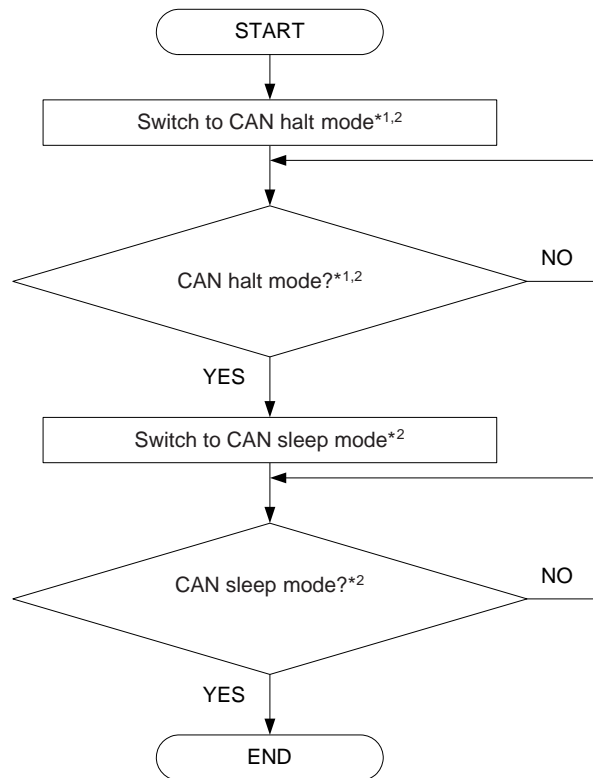 START
Switch to CAN halt mode*1,2
CAN halt mode?*1,2
NO
YES
Switch to CAN sleep mode*2
CAN sleep mode?*2
NO
YES
END